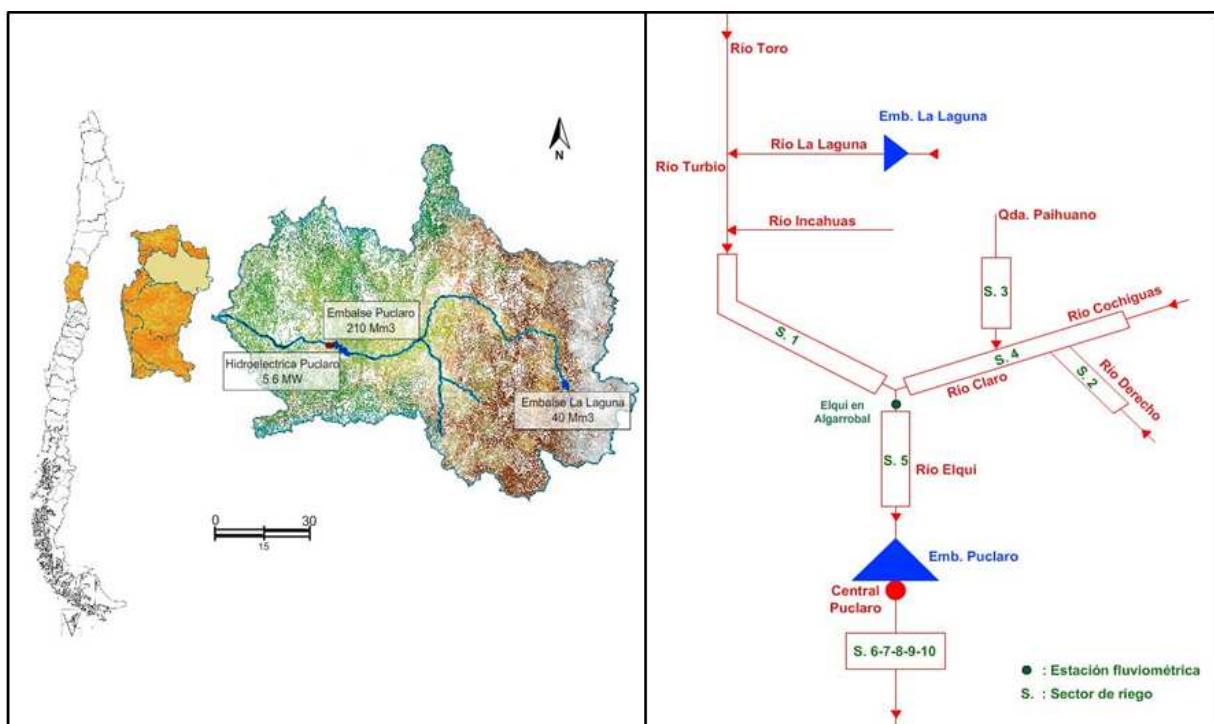 N
Embalse Puclaro
210 Mm3
Hidroelectrica Puclaro
5.6 MW
Embalse La Laguna
40 Mm3
0
30
15
Río Toro
Emb. La Laguna
Río La Laguna
Río Turbio
Río Incahuas
Qda. Paihuano
S. 3
Río Cochiguas
S. 1
S. 4
Río Claro
S. 2
Río Derecho
Elqui en
Algarrobal
S. 5
Río Elqui
Emb. Puclaro
Central
Puclaro
S. 6-7-8-9-10
: Estación fluviométrica
S. : Sector de riego